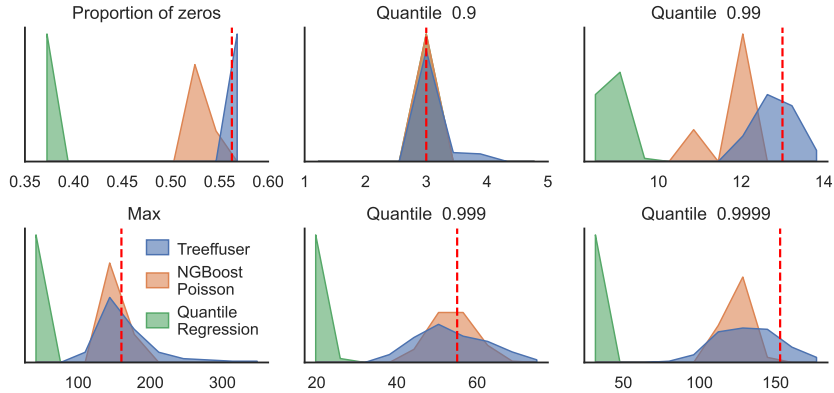 Proportion of zeros
Quantile 0.9
Quantile 0.99
0.35 0.40 0.45 0.50 0.55 0.60
1 2 3 4 5
10 12 14
Max
Quantile 0.999
Quantile 0.9999
Treeffuser
NGBoost
Poisson
Quantile
Regression
100 200 300
20 40 60
50 100 150